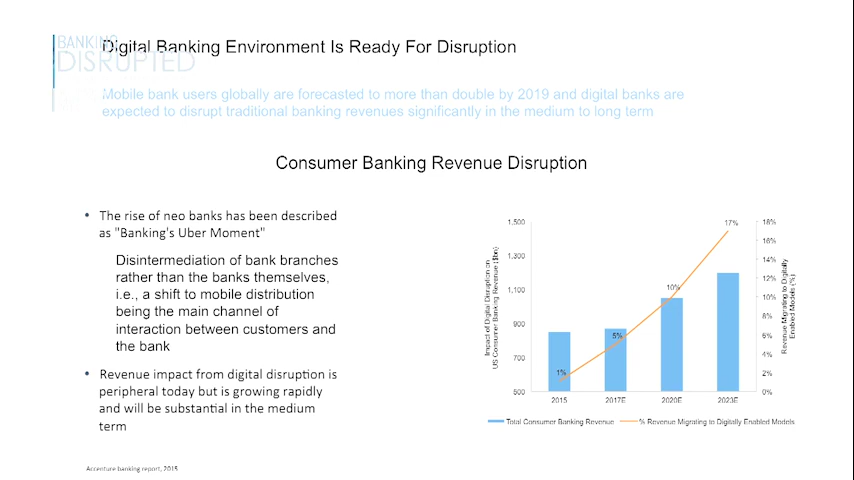 BANKING
DISRUPTED
Digital Banking Environment Is Ready For Disruption
Mobile bank users globally are forecasted to more than double by 2019 and digital banks are
expected to disrupt traditional banking revenues significantly in the medium to long term
Consumer Banking Revenue Disruption
• The rise of neo banks has been described
as "Banking's Uber Moment"
Disintermediation of bank branches
rather than the banks themselves,
i.e., a shift to mobile distribution
being the main channel of
interaction between customers and
the bank
• Revenue impact from digital disruption is
peripheral today but is growing rapidly
and will be substantial in the medium
term
Impact of Digital Disruption on
US Consumer Banking Revenue ($bn)
1,500
1,300
1,100
900
700
500
1%
5%
10%
17%
18%
16%
14%
12%
10%
8%
6%
4%
2%
0%
Revenue Migrating to Digitally
Enabled Models (%)
2015 2017E 2020E 2023E
Total Consumer Banking Revenue % Revenue Migrating to Digitally Enabled Models
Accenture banking report, 2015